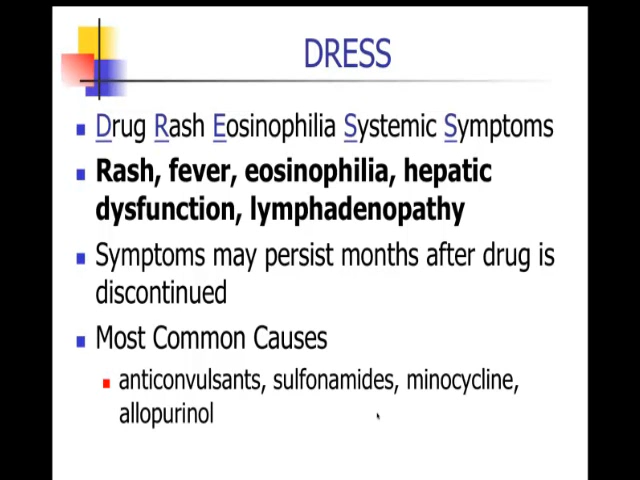 DRESS
Drug Rash Eosinophilia Systemic Symptoms
Rash, fever, eosinophilia, hepatic
dysfunction, lymphadenopathy
Symptoms may persist months after drug is
discontinued
Most Common Causes
anticonvulsants, sulfonamides, minocycline,
allopurinol